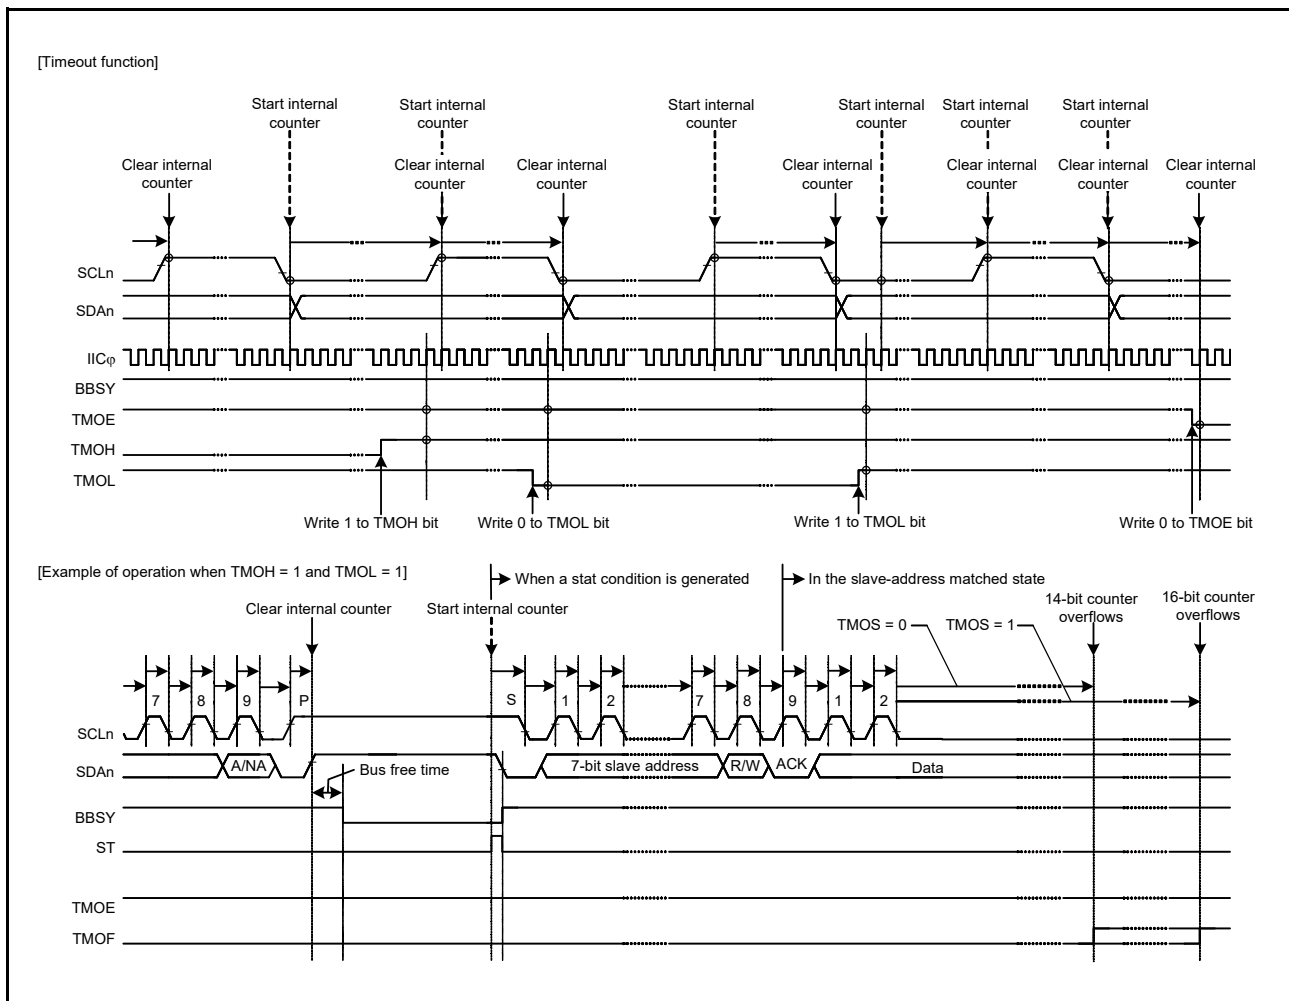 [Timeout function]
Start internal
counter
Start internal
counter
Start internal
counter
Start internal
counter
Start internal
counter
Start internal
counter
Clear internal
counter
Clear internal
counter
Clear internal
counter
Clear internal
counter
Clear internal
counter
Clear internal
counter
Clear internal
counter
SCLn
SDAn
IICφ
BBSY
TMOE
TMOH
TMOL
Write 1 to TMOH bit
Write 0 to TMOL bit
Write 1 to TMOL bit
Write 0 to TMOE bit
[Example of operation when TMOH = 1 and TMOL = 1]
When a stat condition is generated
In the slave-address matched state
Clear internal counter
Start internal counter
14-bit counter
overflows
16-bit counter
overflows
TMOS = 0
TMOS = 1
7 8 9 P S 1 2 7 8 9 1 2
SCLn
SDAn
A/NA
Bus free time
7-bit slave address
R/W
ACK
Data
BBSY
ST
TMOE
TMOF